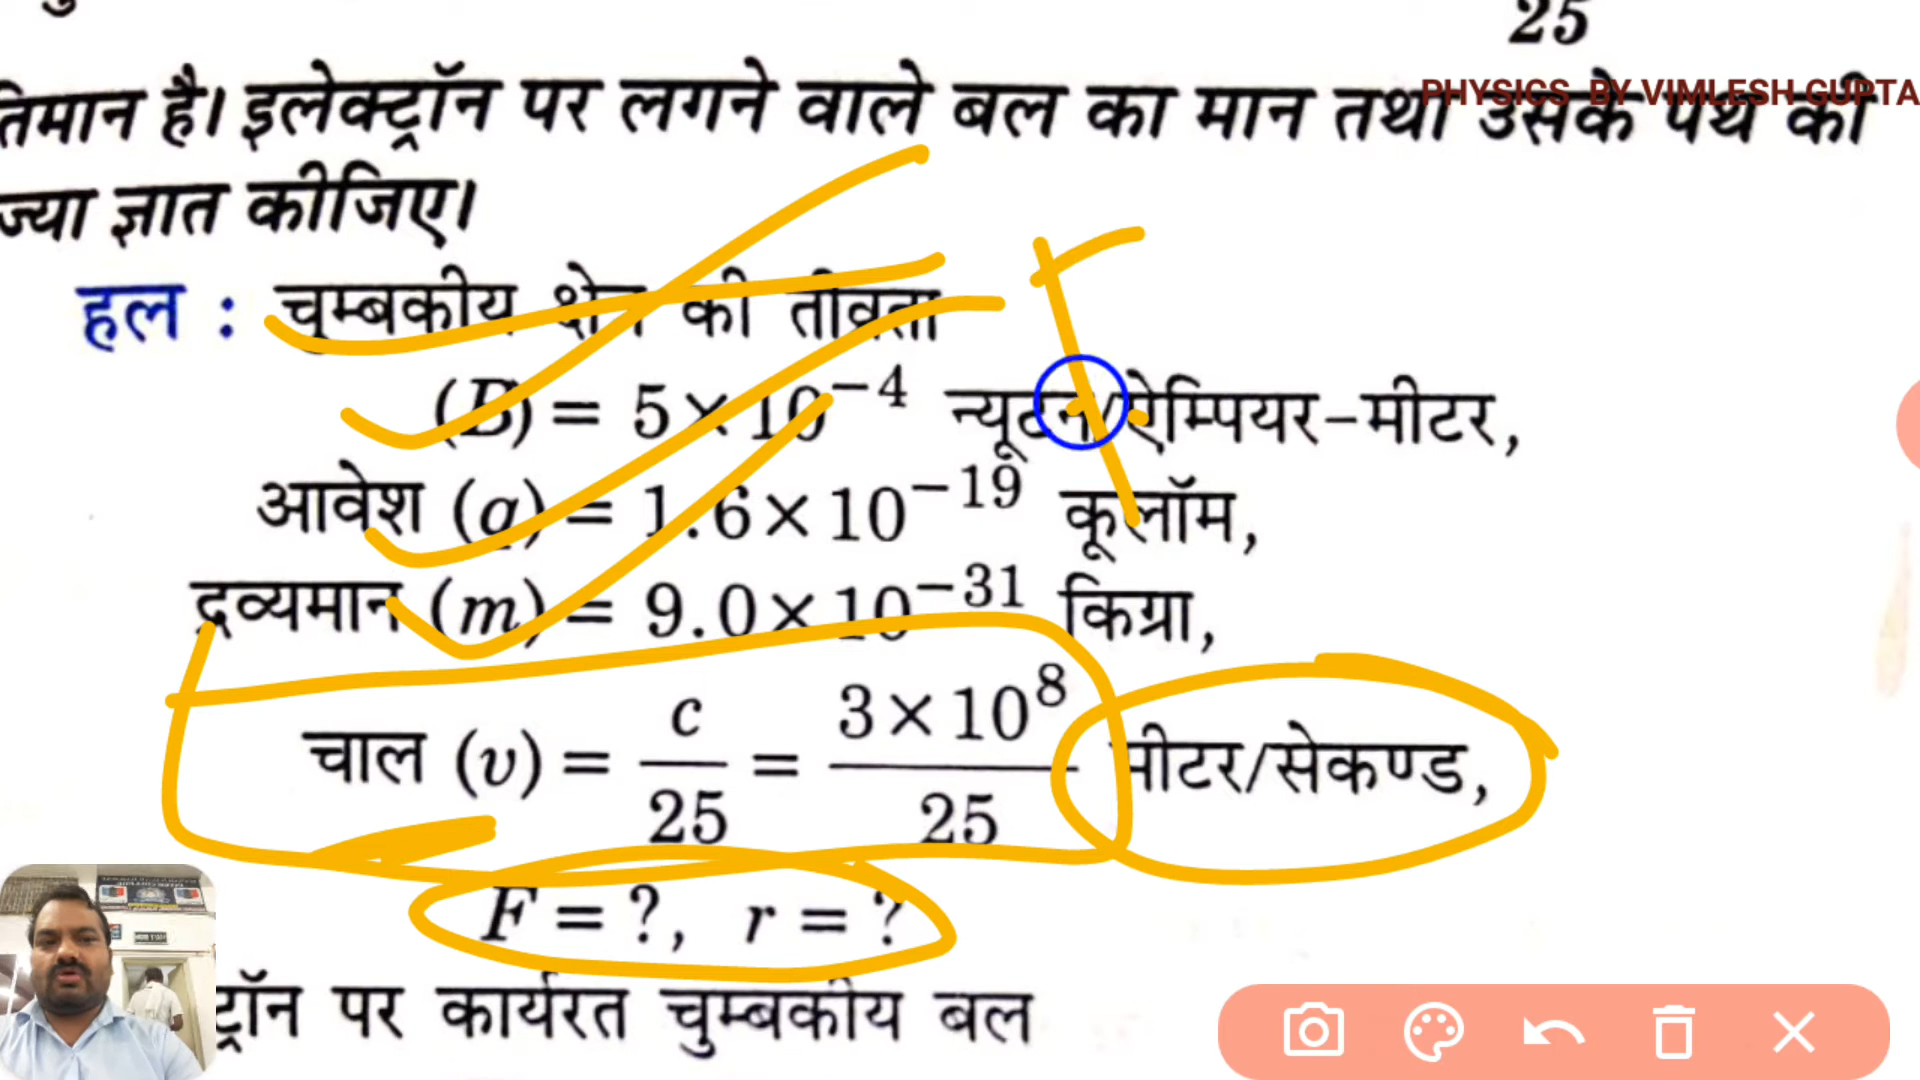 25
PHYSICS BY VIMLESH GUPTA
तिमान है। इलेक्ट्रॉन पर लगने वाले बल का मान तथा उसके पथ की
ज्या ज्ञात कीजिए।
हल : चुम्बकीय क्षेत्र की तीव्रता
(B) = 5×10⁻⁴ न्यूटन/ऐम्पियर-मीटर,
आवेश (q) = 1.6×10⁻¹⁹ कूलॉम,
द्रव्यमान (m) = 9.0×10⁻³¹ किग्रा,
चाल (v) = c/25 = 3×10⁸/25 मीटर/सेकण्ड,
F = ?, r = ?
ट्रॉन पर कार्यरत चुम्बकीय बल